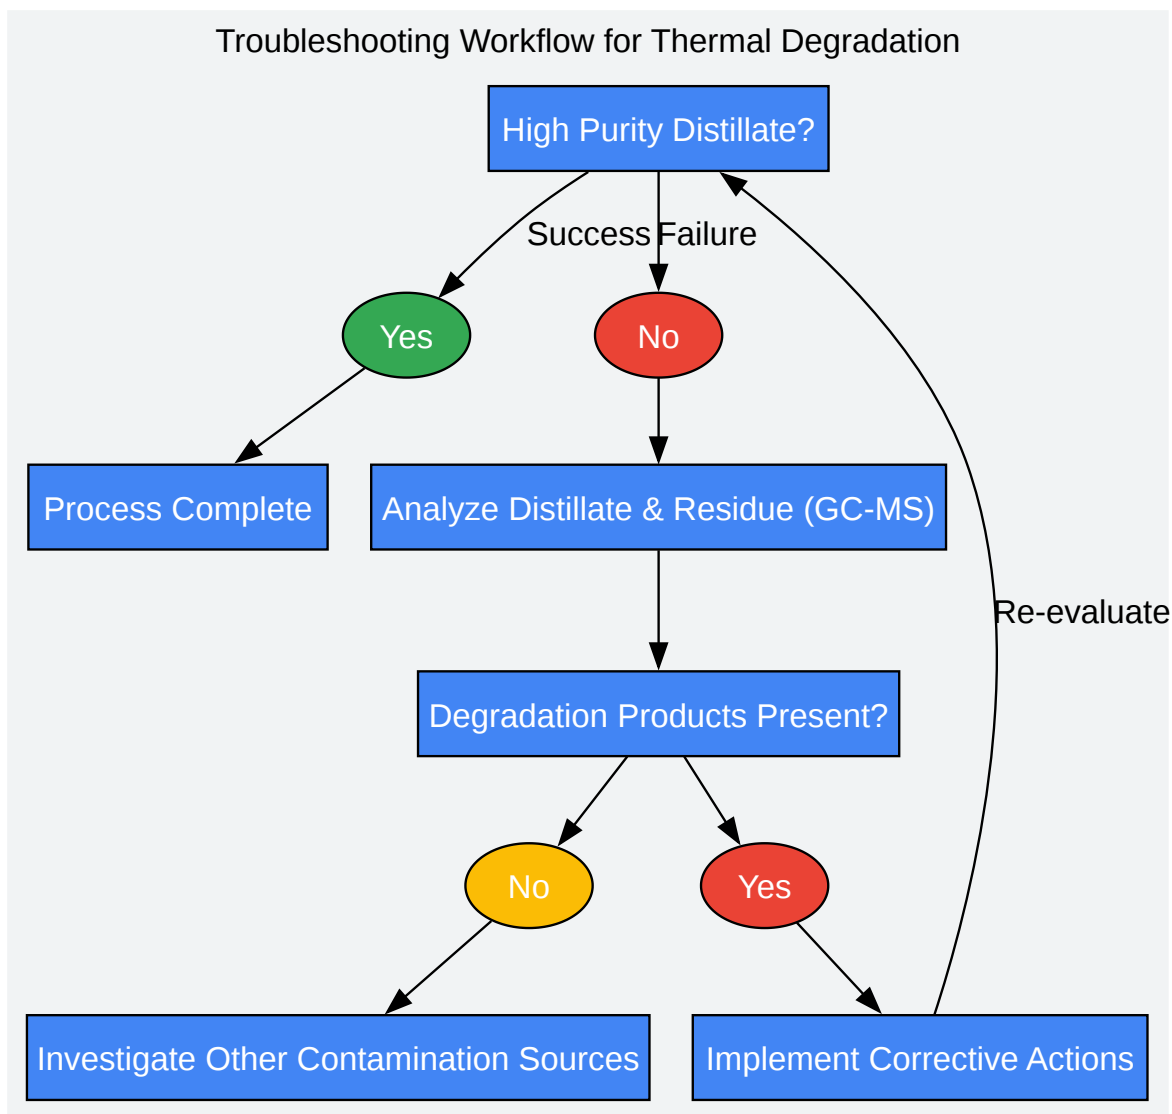 Troubleshooting Workflow for Thermal Degradation
High Purity Distillate?
Success
Failure
Yes
No
Process Complete
Analyze Distillate & Residue (GC-MS)
Re-evaluate
Degradation Products Present?
No
Yes
Investigate Other Contamination Sources
Implement Corrective Actions